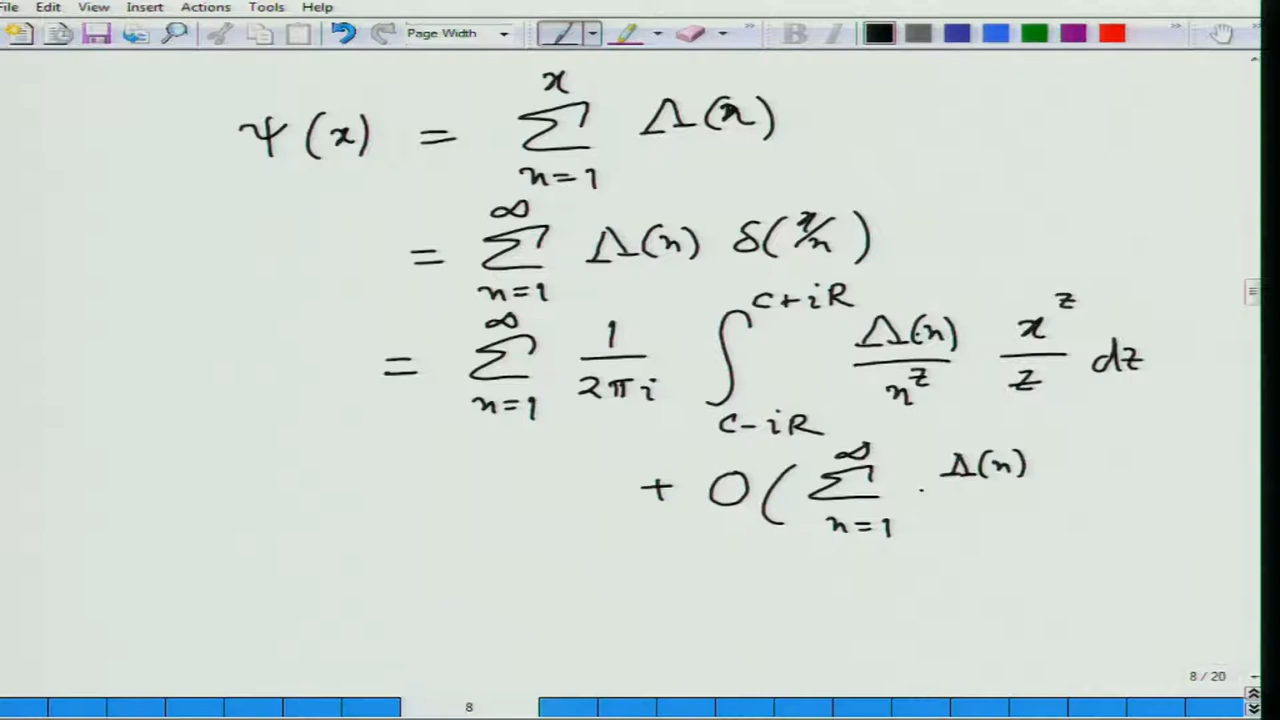 File Edit View Insert Actions Tools Help
Page Width
Ψ(x) = Σ_{n=1}^{x} Λ(n)
= Σ_{n=1}^{∞} Λ(n) δ(x/n)
= Σ_{n=1}^{∞} 1/(2πi) ∫_{c-iR}^{c+iR} Λ(n)/n^z x^z/z dz
+ O( Σ_{n=1}^{∞} . Λ(n)
8 / 20
8